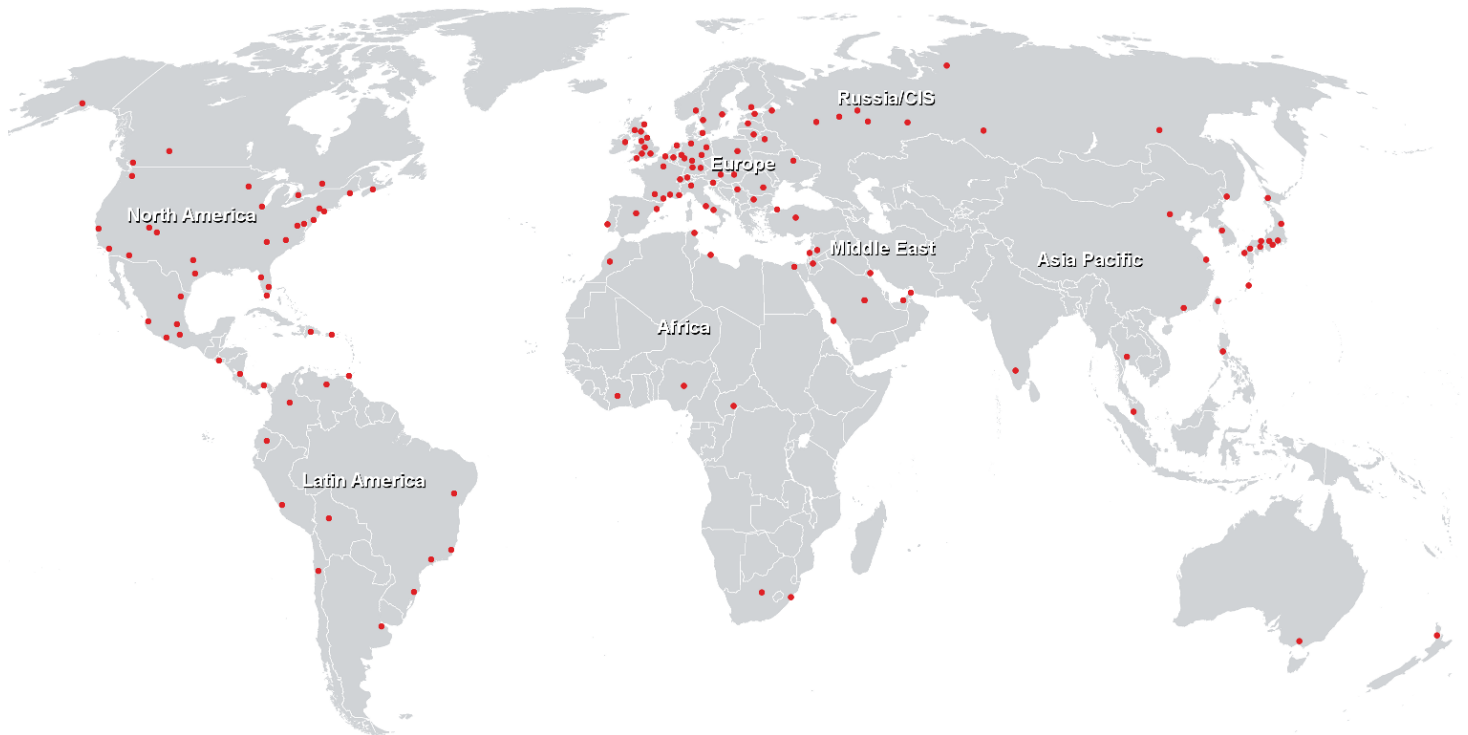 Russia/CIS
Europe
North America
Middle East
Asia Pacific
Africa
Latin America